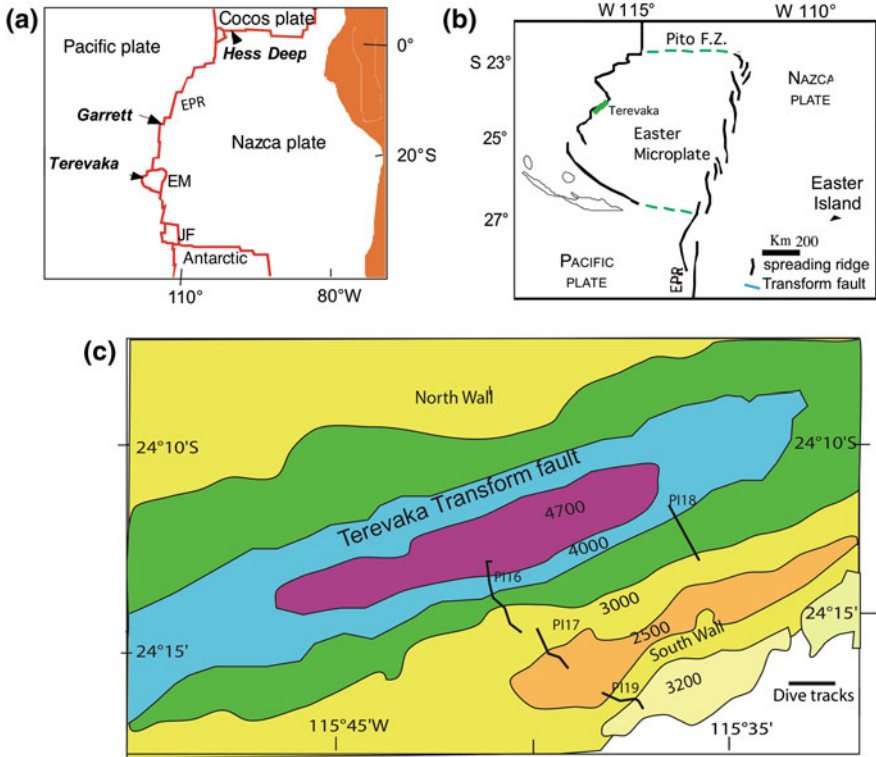 (a)
Cocos plate
Pacific plate
Hess Deep
0°
EPR
Garrett
Nazca plate
Terevaka
20°S
EM
JF
Antarctic
110°
80°W
(b)
W 115°
W 110°
Pito F.Z.
S 23°
NAZCA
PLATE
Terevaka
25°
Easter
Microplate
Easter
Island
27°
Km 200
PACIFIC
PLATE
EPR
spreading ridge
Transform fault
(c)
North Wall
24°10'S
24°10'S
Terevaka Transform fault
PI18
4700
4000
PI16
3000
24°15'
PI17
2500
24°15'
South Wall
PI19
3200
Dive tracks
115°45'W
115°35'